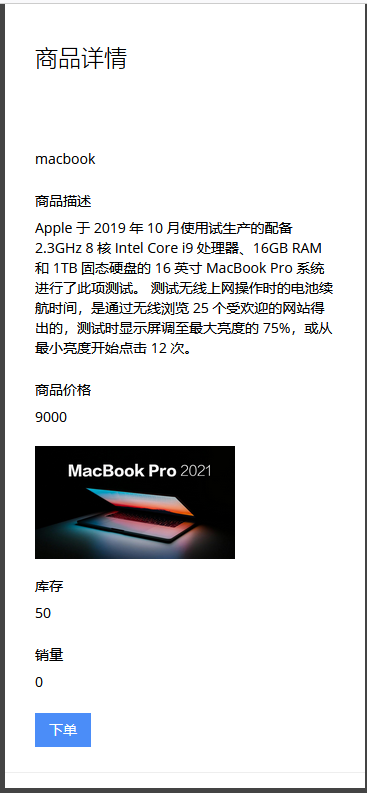 商品详情
macbook
商品描述
Apple 于 2019 年 10 月使用试生产的配备
2.3GHz 8 核 Intel Core i9 处理器、16GB RAM
和 1TB 固态硬盘的 16 英寸 MacBook Pro 系统
进行了此项测试。 测试无线上网操作时的电池续
航时间，是通过无线浏览 25 个受欢迎的网站得
出的，测试时显示屏调至最大亮度的 75%，或从
最小亮度开始点击 12 次。
商品价格
9000
MacBook Pro 2021
库存
50
销量
0
下单